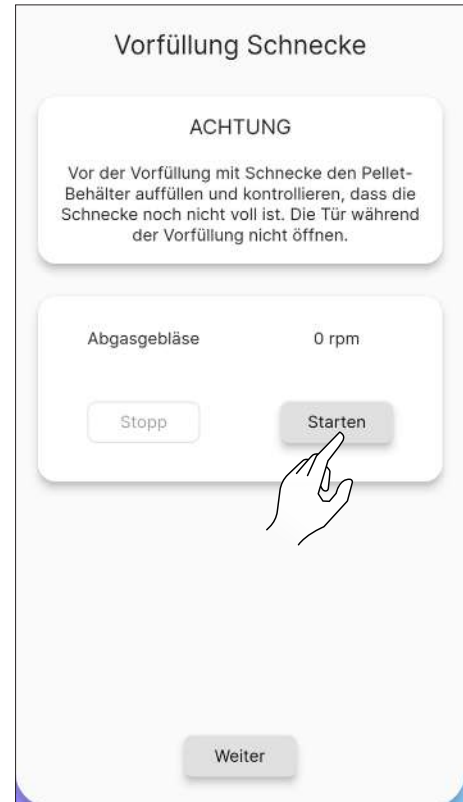 Vorfüllung Schnecke
ACHTUNG
Vor der Vorfüllung mit Schnecke den Pellet-
Behälter auffüllen und kontrollieren, dass die
Schnecke noch nicht voll ist. Die Tür während
der Vorfüllung nicht öffnen.
Abgasgebläse 0 rpm
Stopp Starten
Weiter